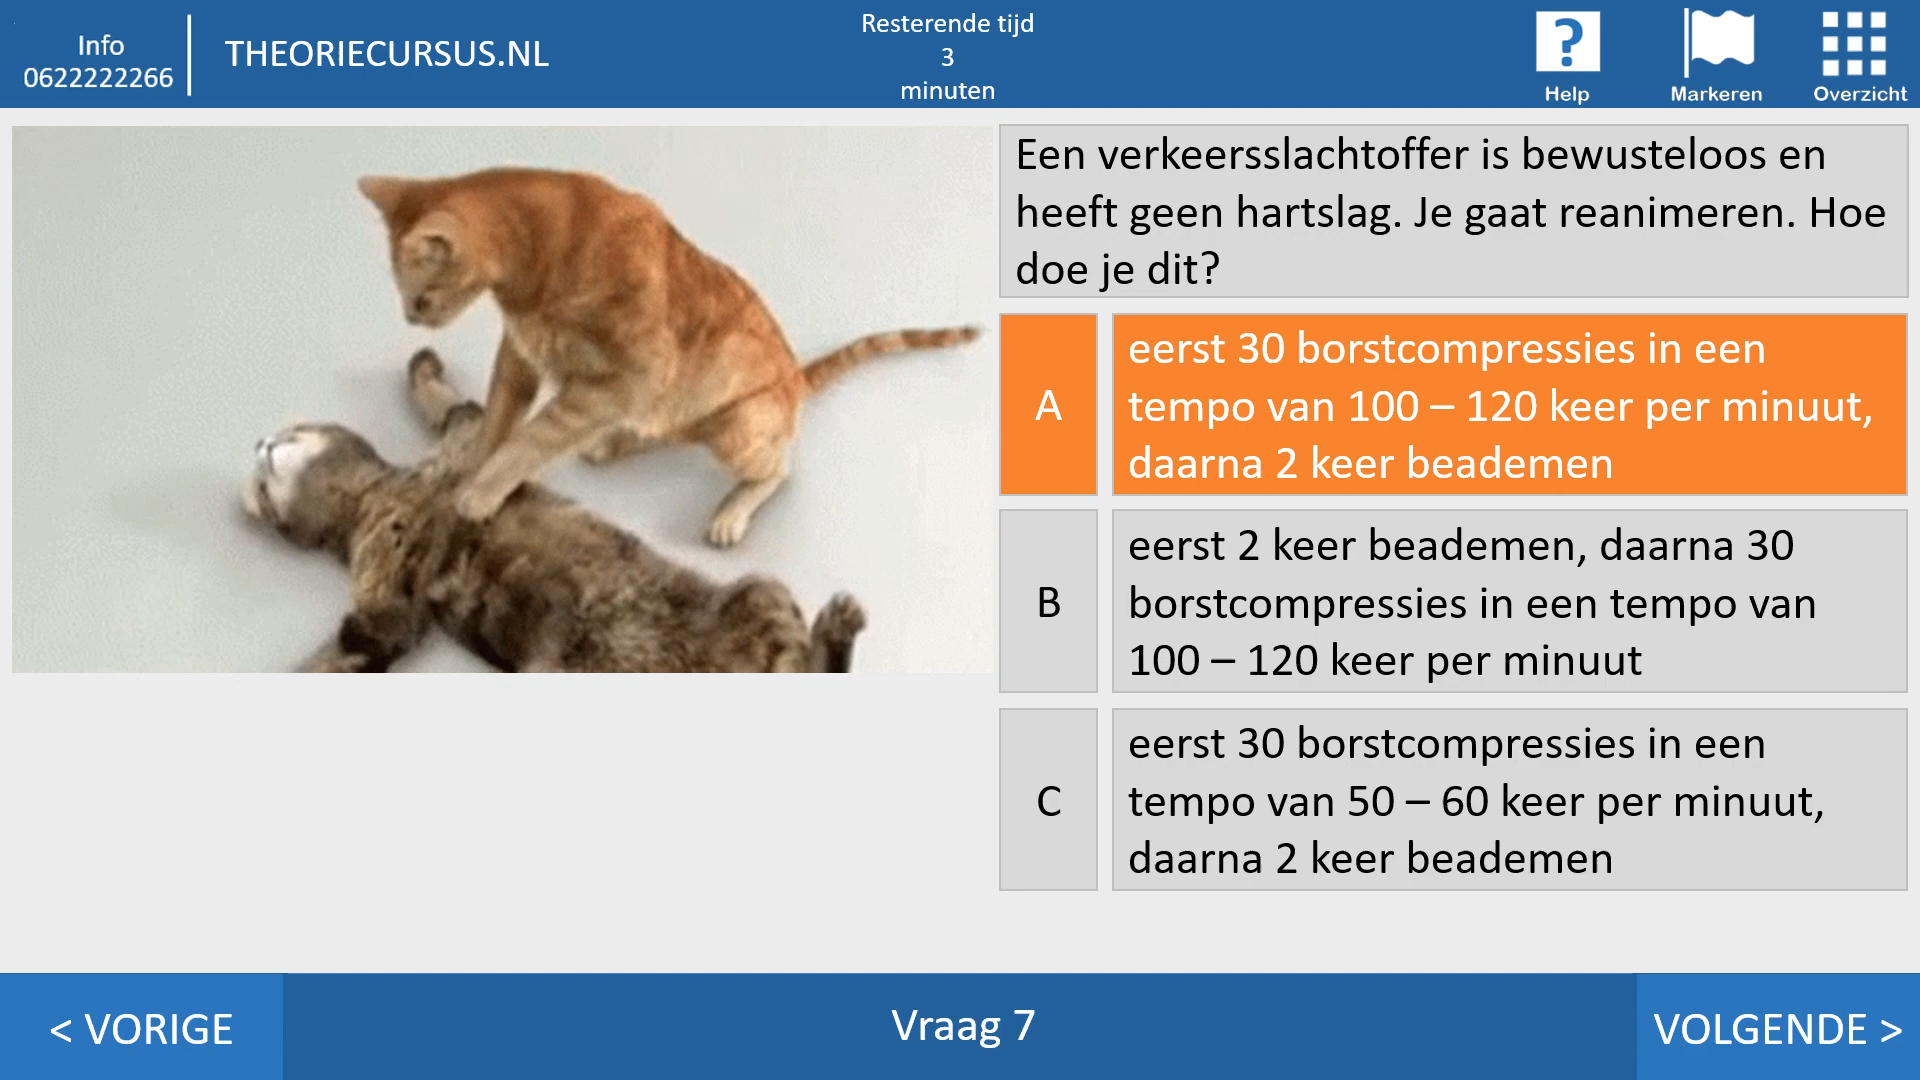 Info
0622222266
THEORIECURSUS.NL
Resterende tijd
3
minuten
?
Help
Markeren
Overzicht
Een verkeersslachtoffer is bewusteloos en
heeft geen hartslag. Je gaat reanimeren. Hoe
doe je dit?
A
eerst 30 borstcompressies in een
tempo van 100 – 120 keer per minuut,
daarna 2 keer beademen
B
eerst 2 keer beademen, daarna 30
borstcompressies in een tempo van
100 – 120 keer per minuut
C
eerst 30 borstcompressies in een
tempo van 50 – 60 keer per minuut,
daarna 2 keer beademen
< VORIGE
Vraag 7
VOLGENDE >